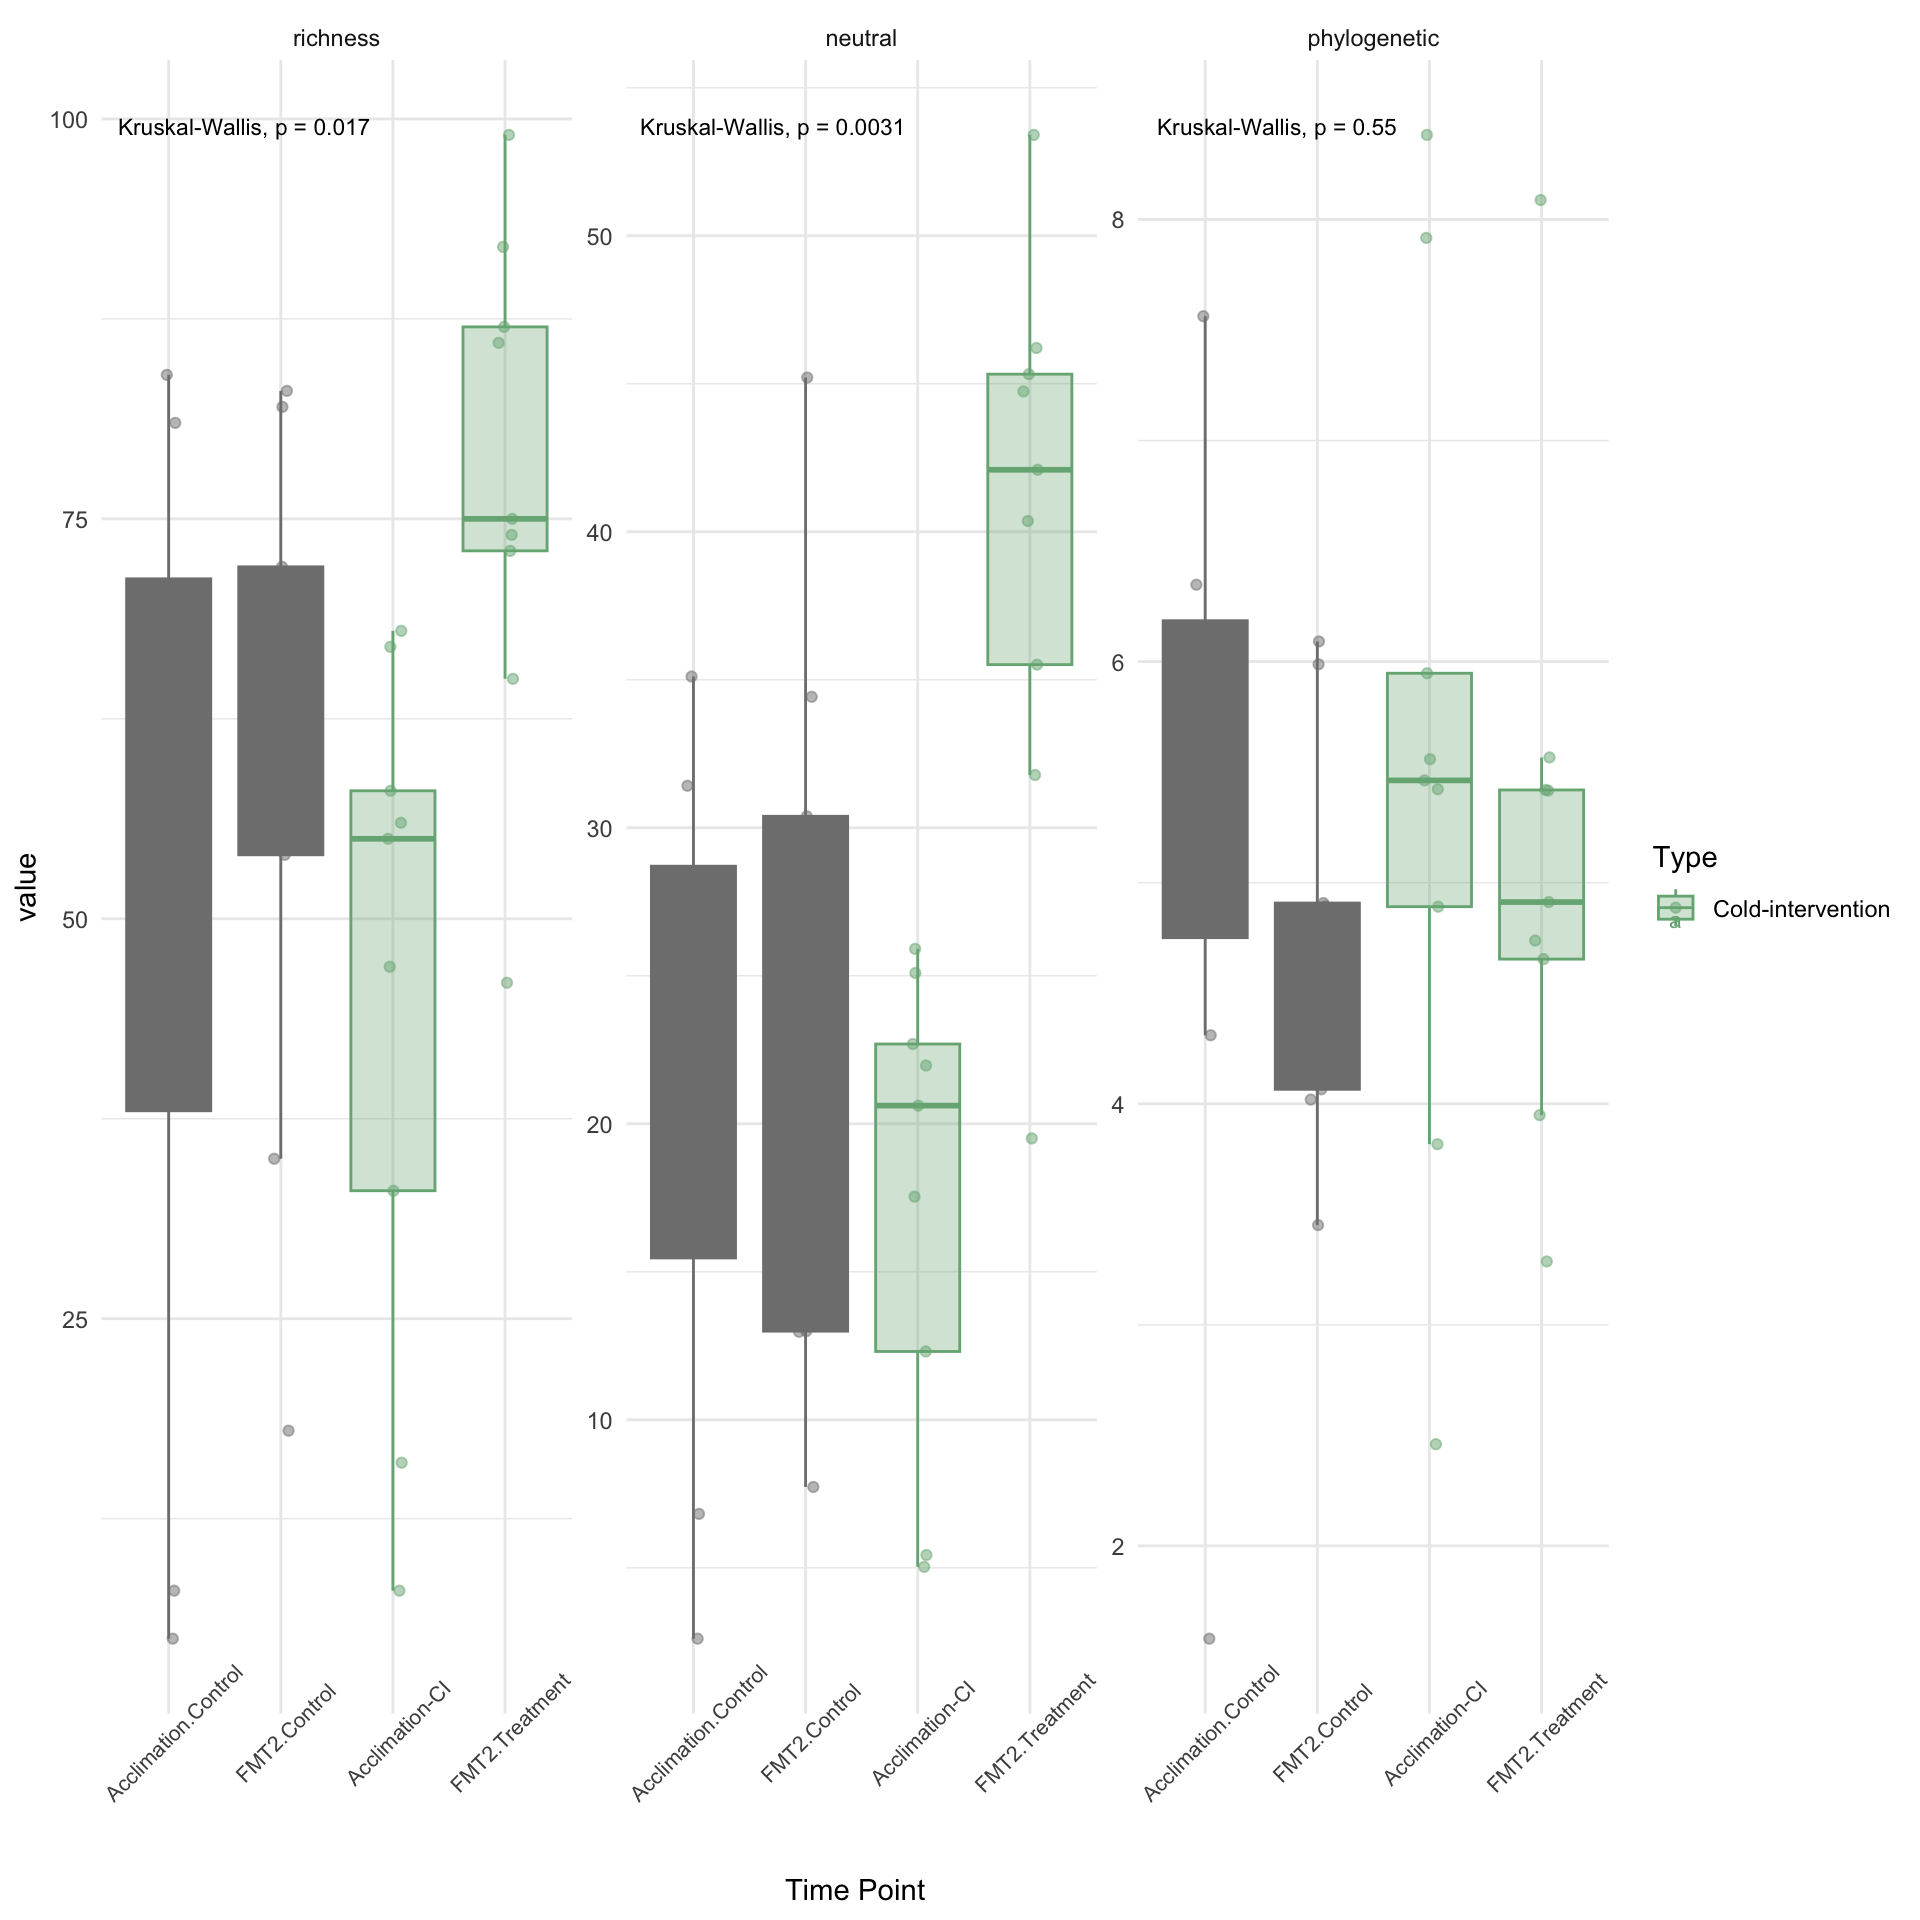 richness
neutral
phylogenetic
Kruskal-Wallis, p = 0.017
Kruskal-Wallis, p = 0.0031
Kruskal-Wallis, p = 0.55
100
75
50
25
50
40
30
20
10
8
6
4
2
value
Acclimation.Control
FMT2.Control
Acclimation-CI
FMT2.Treatment
Acclimation.Control
FMT2.Control
Acclimation-CI
FMT2.Treatment
Acclimation.Control
FMT2.Control
Acclimation-CI
FMT2.Treatment
Time Point
Type
a
Cold-intervention